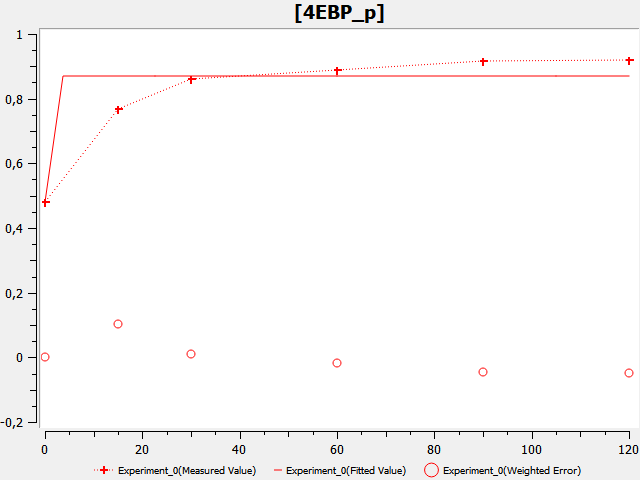 [4EBP_p]
1
0,8
0,6
0,4
0,2
0
-0,2
0 20 40 60 80 100 120
Experiment_0(Measured Value) Experiment_0(Fitted Value) Experiment_0(Weighted Error)